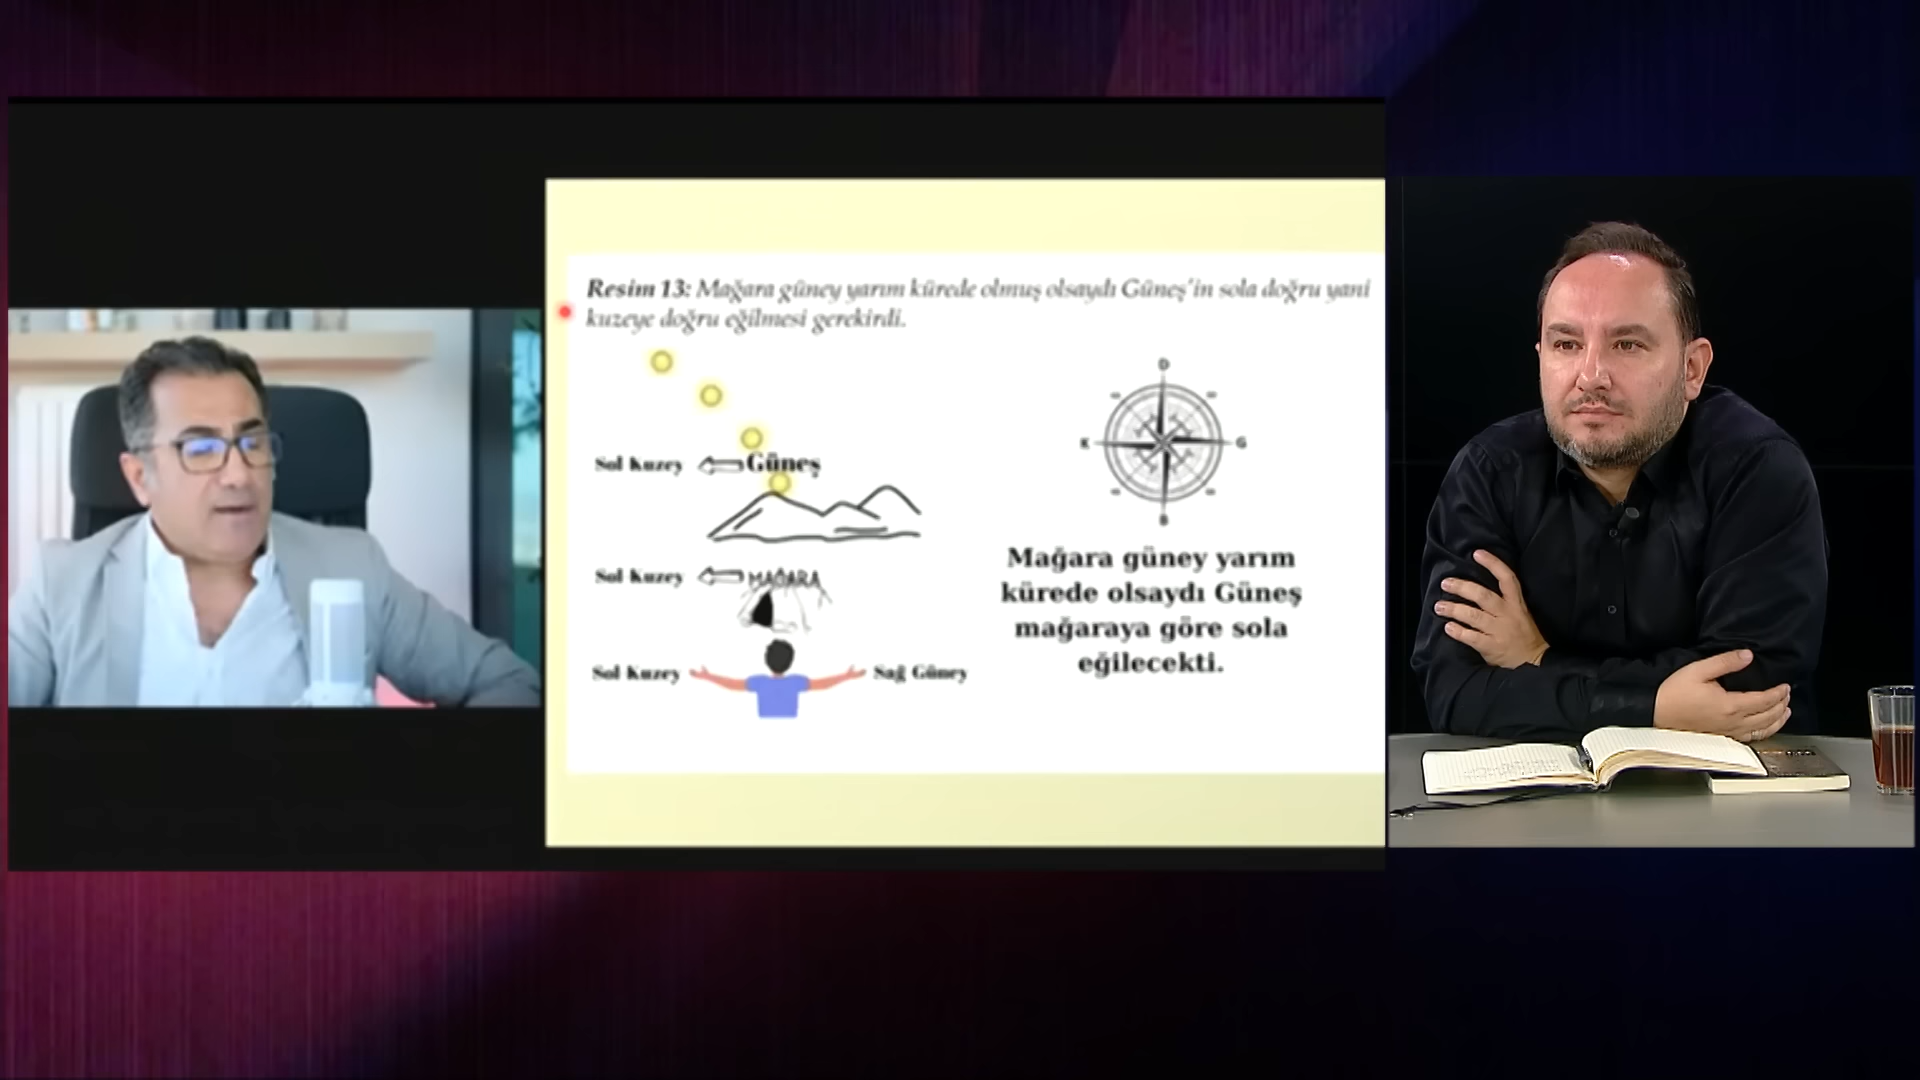 Resim 13: Mağara güney yarım kürede olmuş olsaydı Güneş'in sola doğru yani
kuzeye doğru eğilmesi gerekirdi.
Sol Kuzey
Güneş
Sol Kuzey
MAĞARA
Sol Kuzey
Sağ Güney
D
K
G
B
Mağara güney yarım
kürede olsaydı Güneş
mağaraya göre sola
eğilecekti.